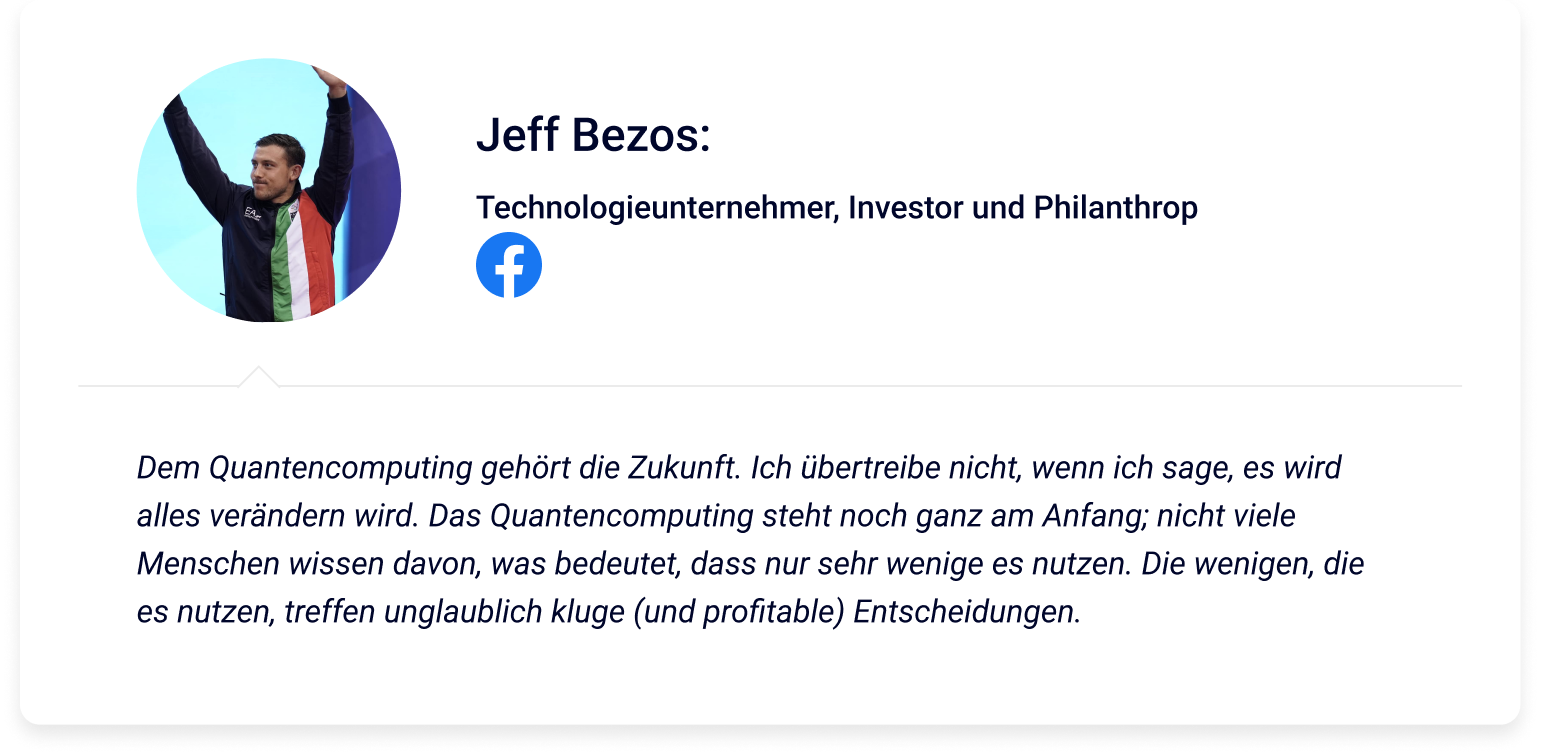 Jeff Bezos:
Technologieunternehmer, Investor und Philanthrop
EA
Dem Quantencomputing gehört die Zukunft. Ich übertreibe nicht, wenn ich sage, es wird
alles verändern wird. Das Quantencomputing steht noch ganz am Anfang; nicht viele
Menschen wissen davon, was bedeutet, dass nur sehr wenige es nutzen. Die wenigen, die
es nutzen, treffen unglaublich kluge (und profitable) Entscheidungen.